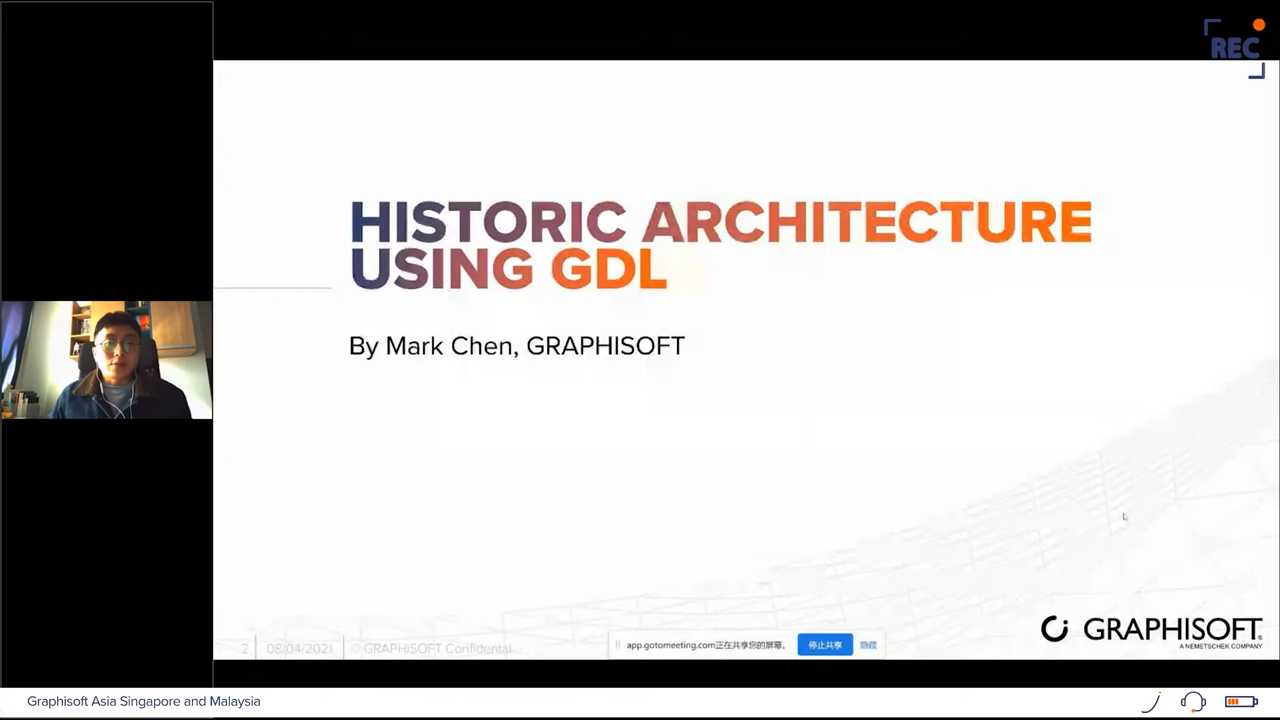 REC
HISTORIC ARCHITECTURE
USING GDL
By Mark Chen, GRAPHISOFT
GRAPHISOFT.
A NEMETSCHEK COMPANY
2 08/04/2021 © GRAPHISOFT Confidental...
app.gotomeeting.com正在共享您的屏幕。 停止共享 隐藏
Graphisoft Asia Singapore and Malaysia